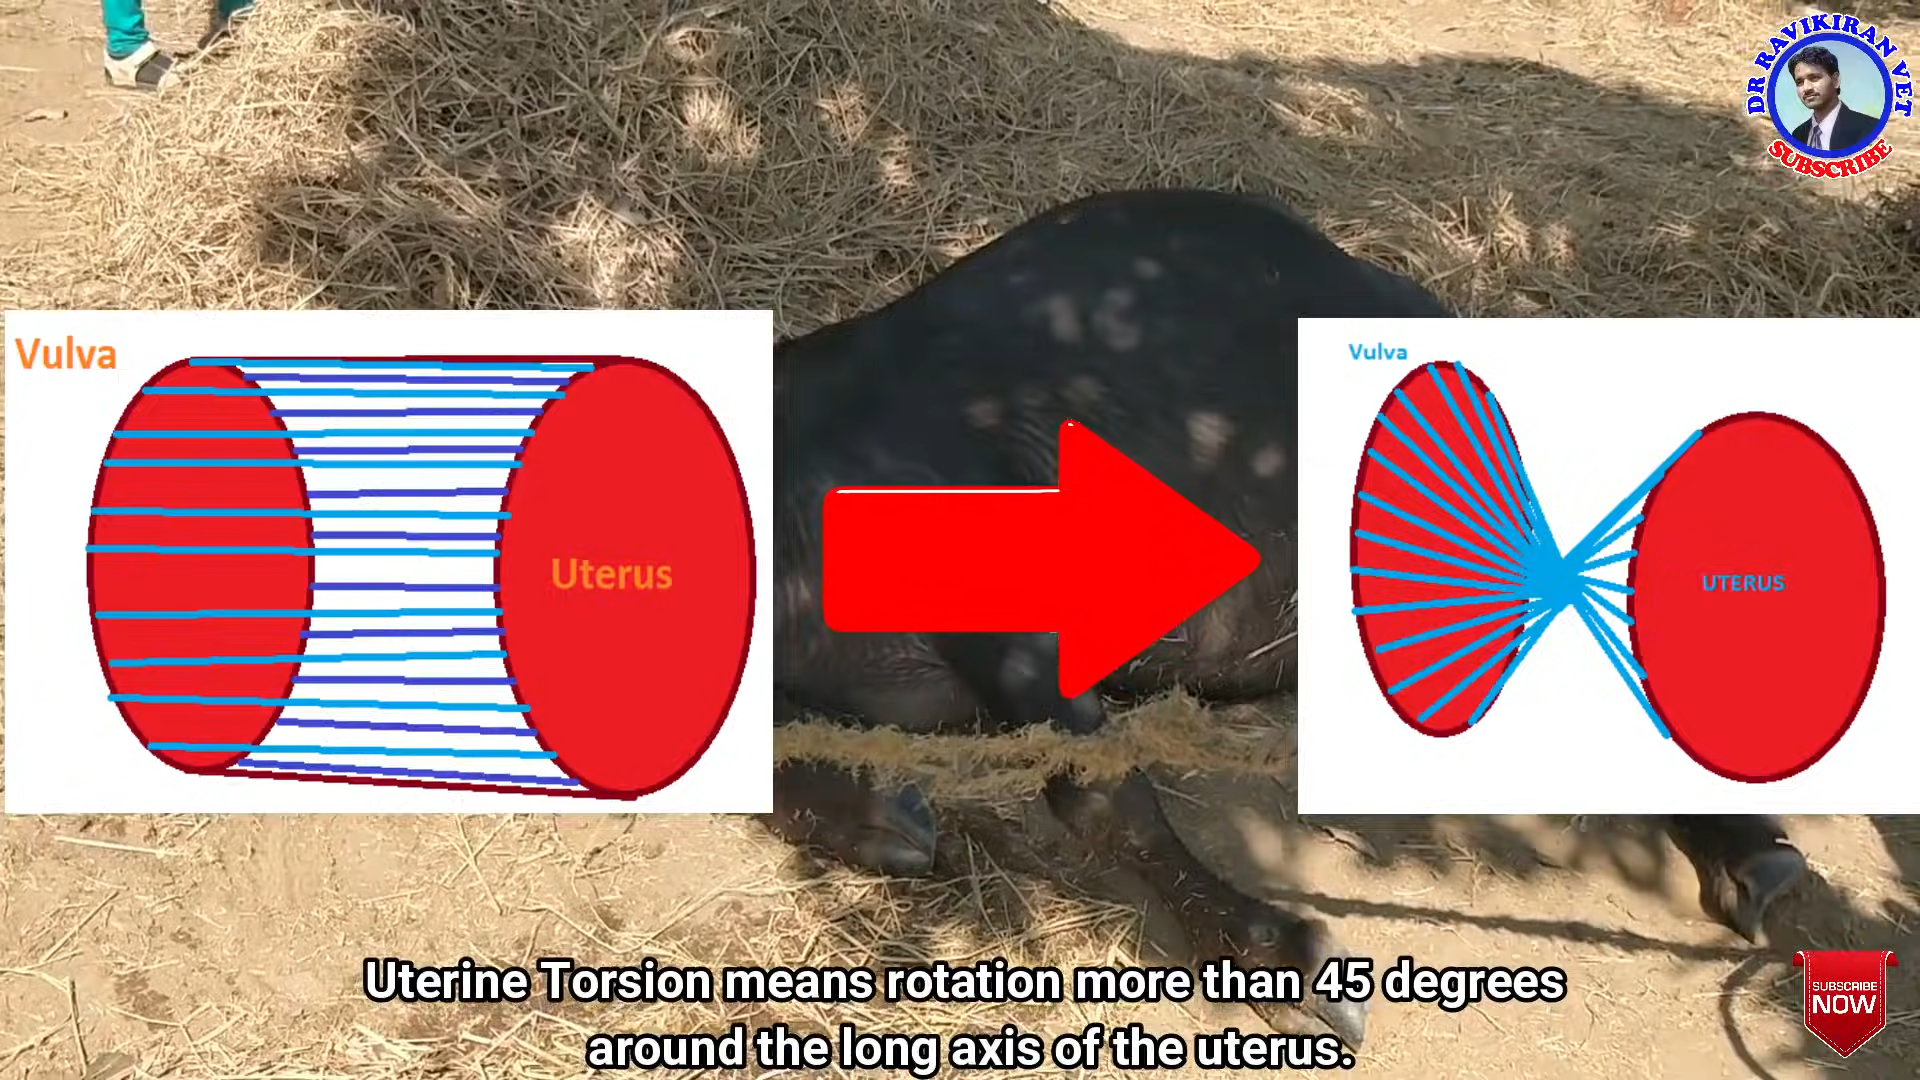 DR RAVIKIRAN VET
SUBSCRIBE
Vulva
Uterus
Vulva
UTERUS
Uterine Torsion means rotation more than 45 degrees
around the long axis of the uterus.
SUBSCRIBE
NOW